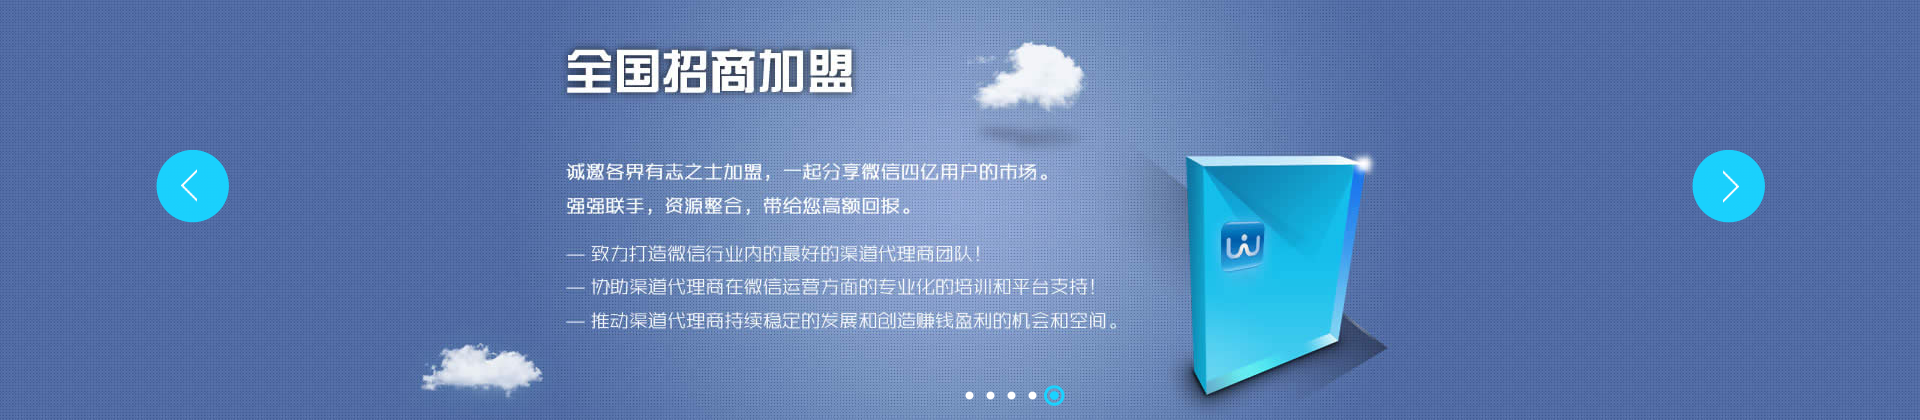 全国招商加盟
诚邀各界有志之士加盟，一起分享微信四亿用户的市场。
强强联手，资源整合，带给您高额回报。
— 致力打造微信行业内的最好的渠道代理商团队！
— 协助渠道代理商在微信运营方面的专业化的培训和平台支持！
— 推动渠道代理商持续稳定的发展和创造赚钱盈利的机会和空间。